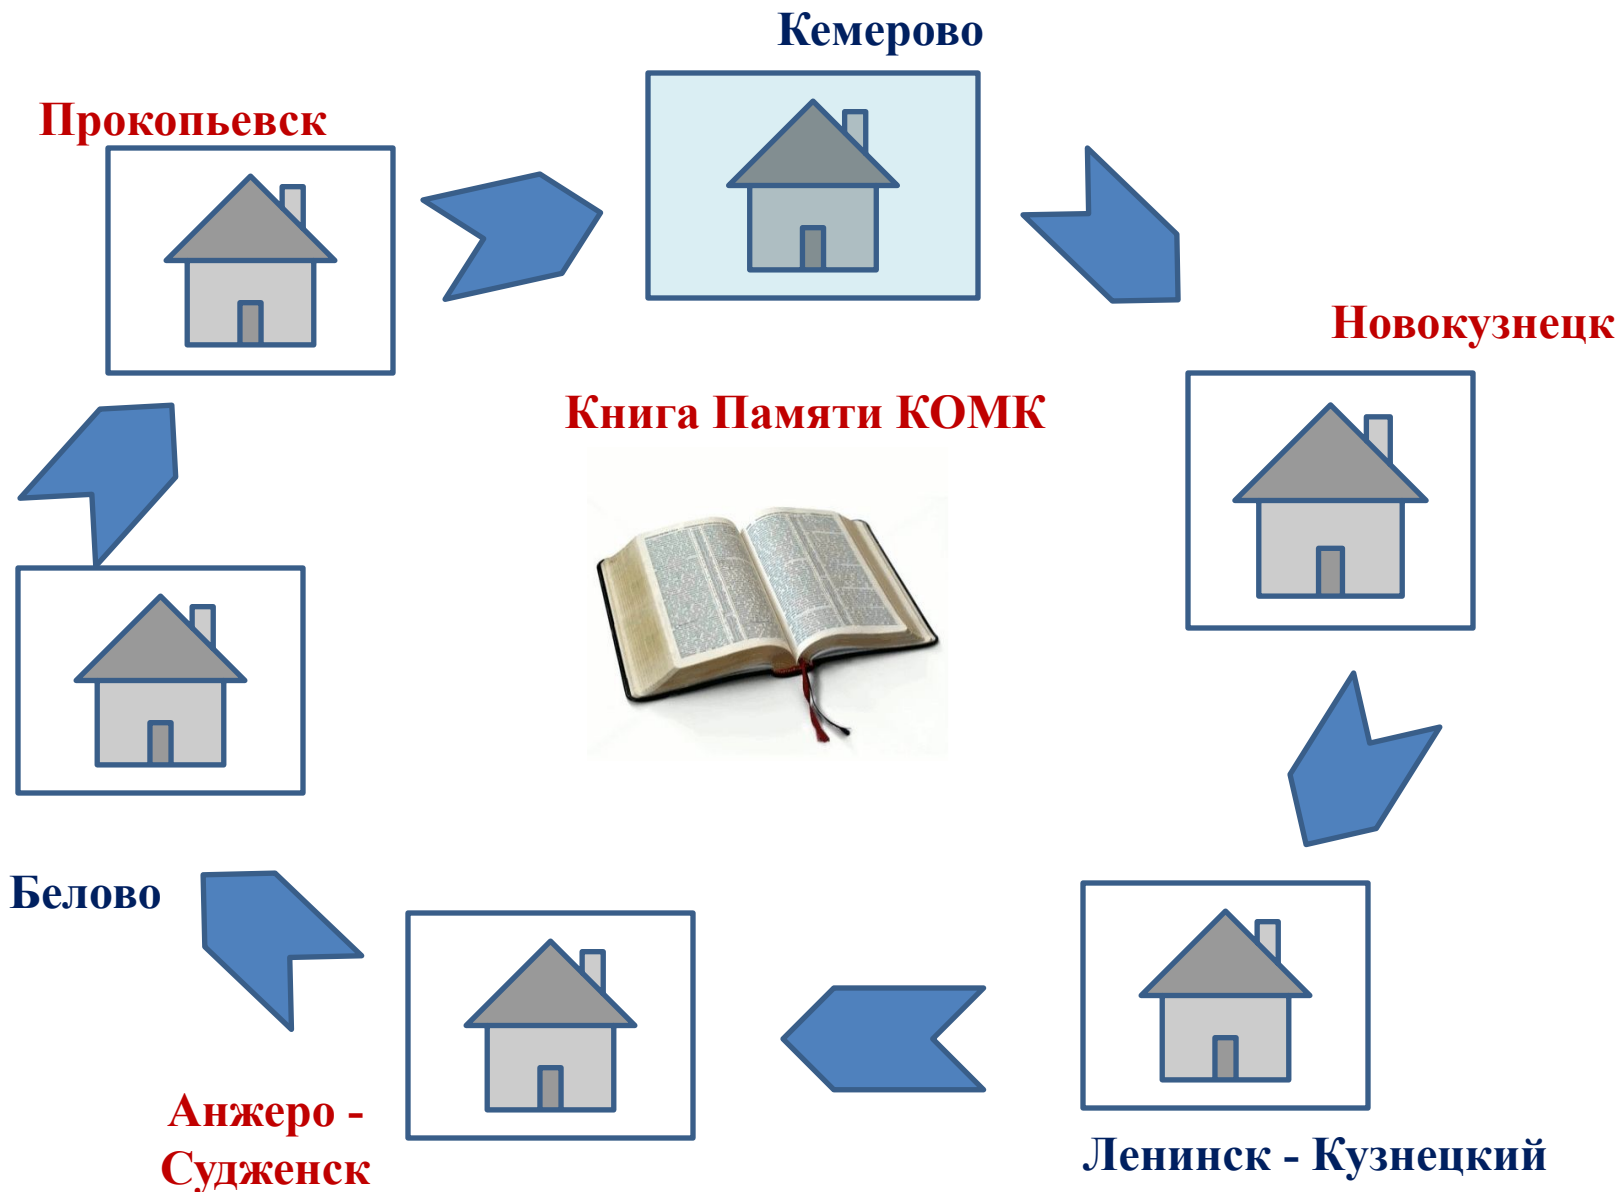 Кемерово
Прокопьевск
Новокузнецк
Книга Памяти КОМК
Белово
Анжеро -
Судженск
Ленинск - Кузнецкий